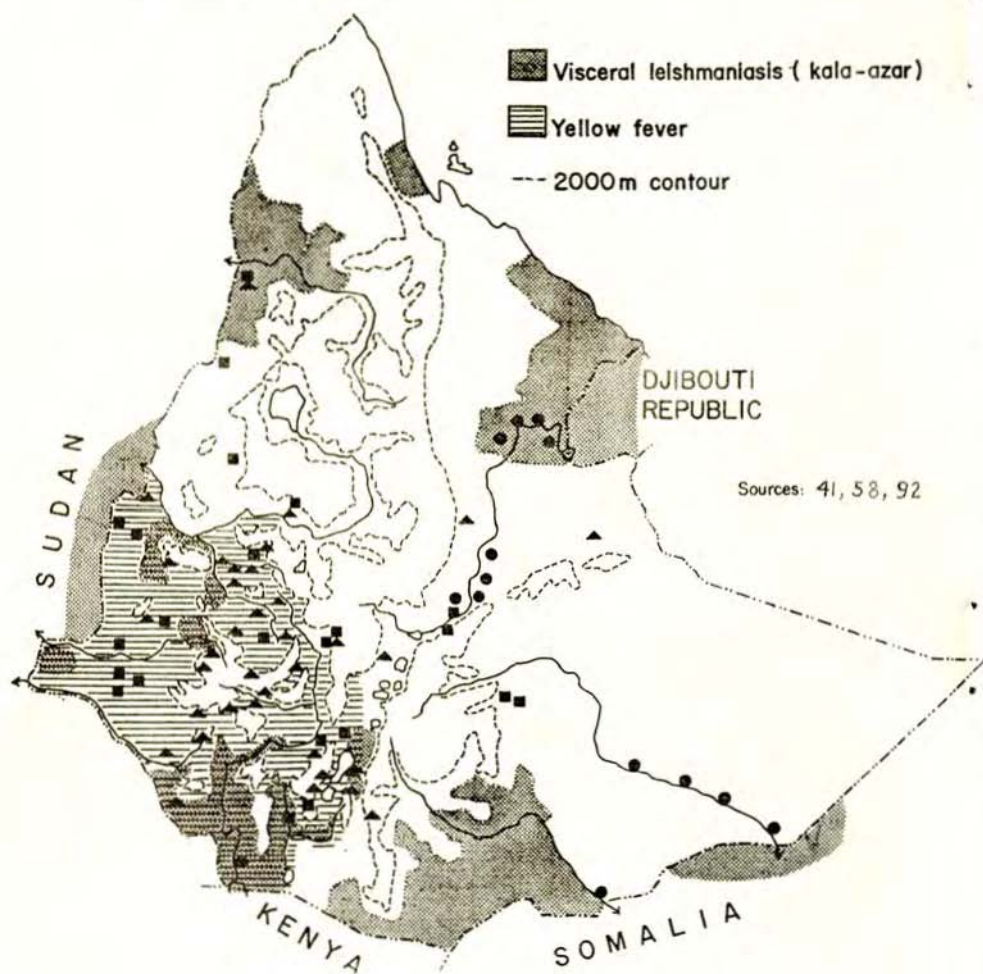 Visceral leishmaniasis ( kala-azar)
Yellow fever
2000m contour
DJIBOUTI
REPUBLIC
Sources: 41, 58, 92
SUDAN
KENYA
SOMALIA